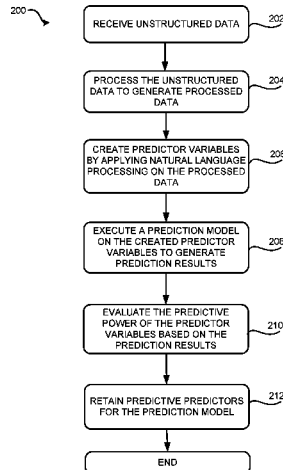 200
RECEIVE UNSTRUCTURED DATA
202
PROCESS THE UNSTRUCTURED
DATA TO GENERATE PROCESSED
DATA
204
CREATE PREDICTOR VARIABLES
BY APPLYING NATURAL LANGUAGE
PROCESSING ON THE PROCESSED
DATA
206
EXECUTE A PREDICTION MODEL
ON THE CREATED PREDICTOR
VARIABLES TO GENERATE
PREDICTION RESULTS
208
EVALUATE THE PREDICTIVE
POWER OF THE PREDICTOR
VARIABLES BASED ON THE
PREDICTION RESULTS
210
RETAIN PREDICTIVE PREDICTORS
FOR THE PREDICTION MODEL
212
END